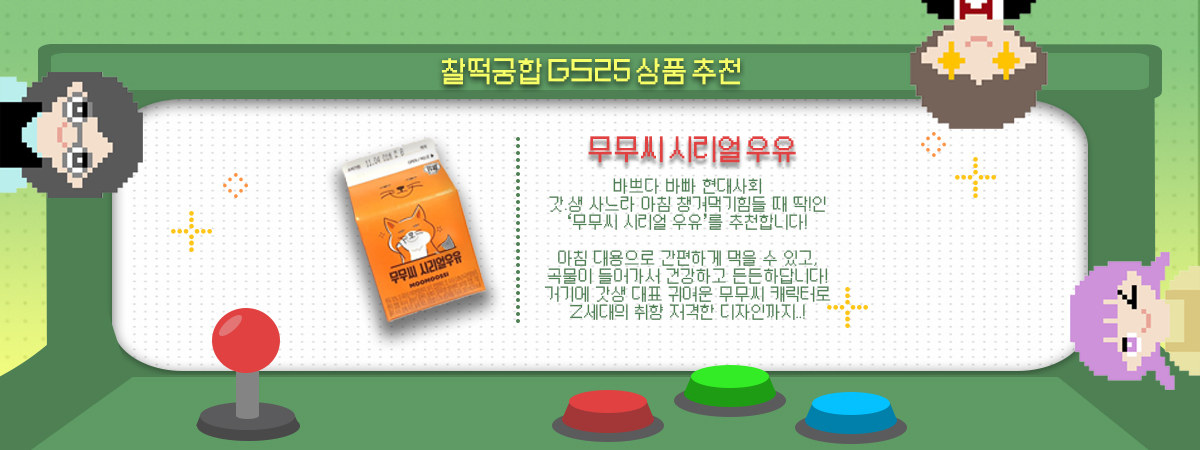 찰떡궁합 GS25 상품 추천
무무씨 시리얼 우유
바쁘다 바빠 현대사회
갓생 사느라 아침 챙겨먹기힘들 때 딱!인
‘무무씨 시리얼 우유’를 추천합니다!
아침 대용으로 간편하게 먹을 수 있고,
곡물이 들어가서 건강하고 든든하답니다!
거기에 갓생 대표 귀여운 무무씨 캐릭터로
Z세대의 취향 저격한 디자인까지..!
무무씨 시리얼우유
MOOMOOSSI